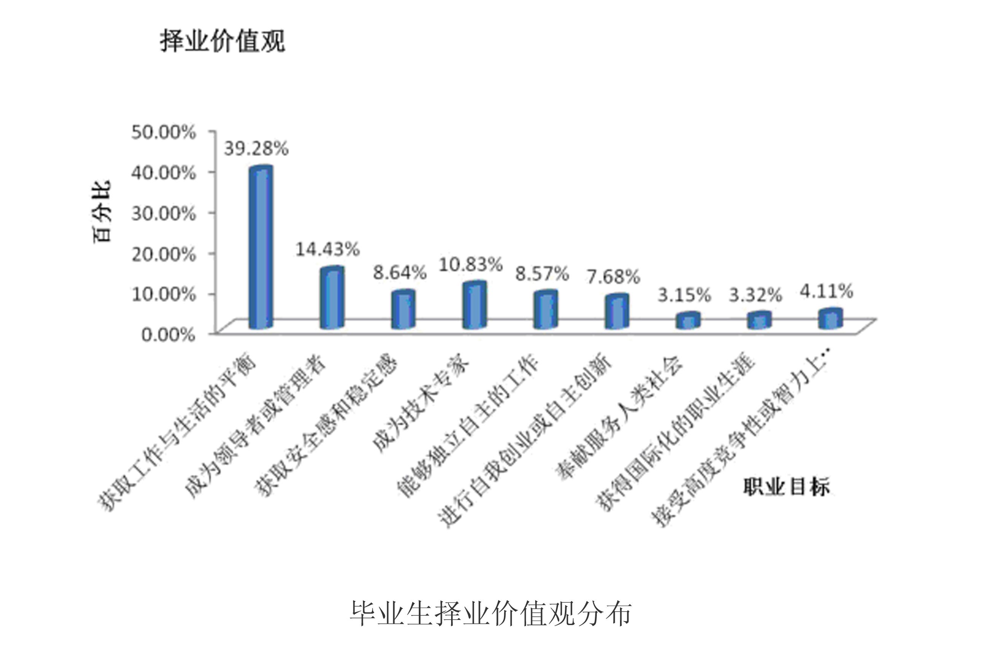 择业价值观
50.00%
40.00%
30.00%
20.00%
10.00%
0.00%
百分比
39.28%
14.43%
8.64%
10.83%
8.57%
7.68%
3.15%
3.32%
4.11%
获取工作与生活的平衡
成为领导者或管理者
获取安全感和稳定感
成为技术专家
能够独立自主的工作
进行自我创业或自主创新
奉献服务人类社会
获得国际化的职业生涯
接受高度竞争性或智力上…
职业目标
毕业生择业价值观分布